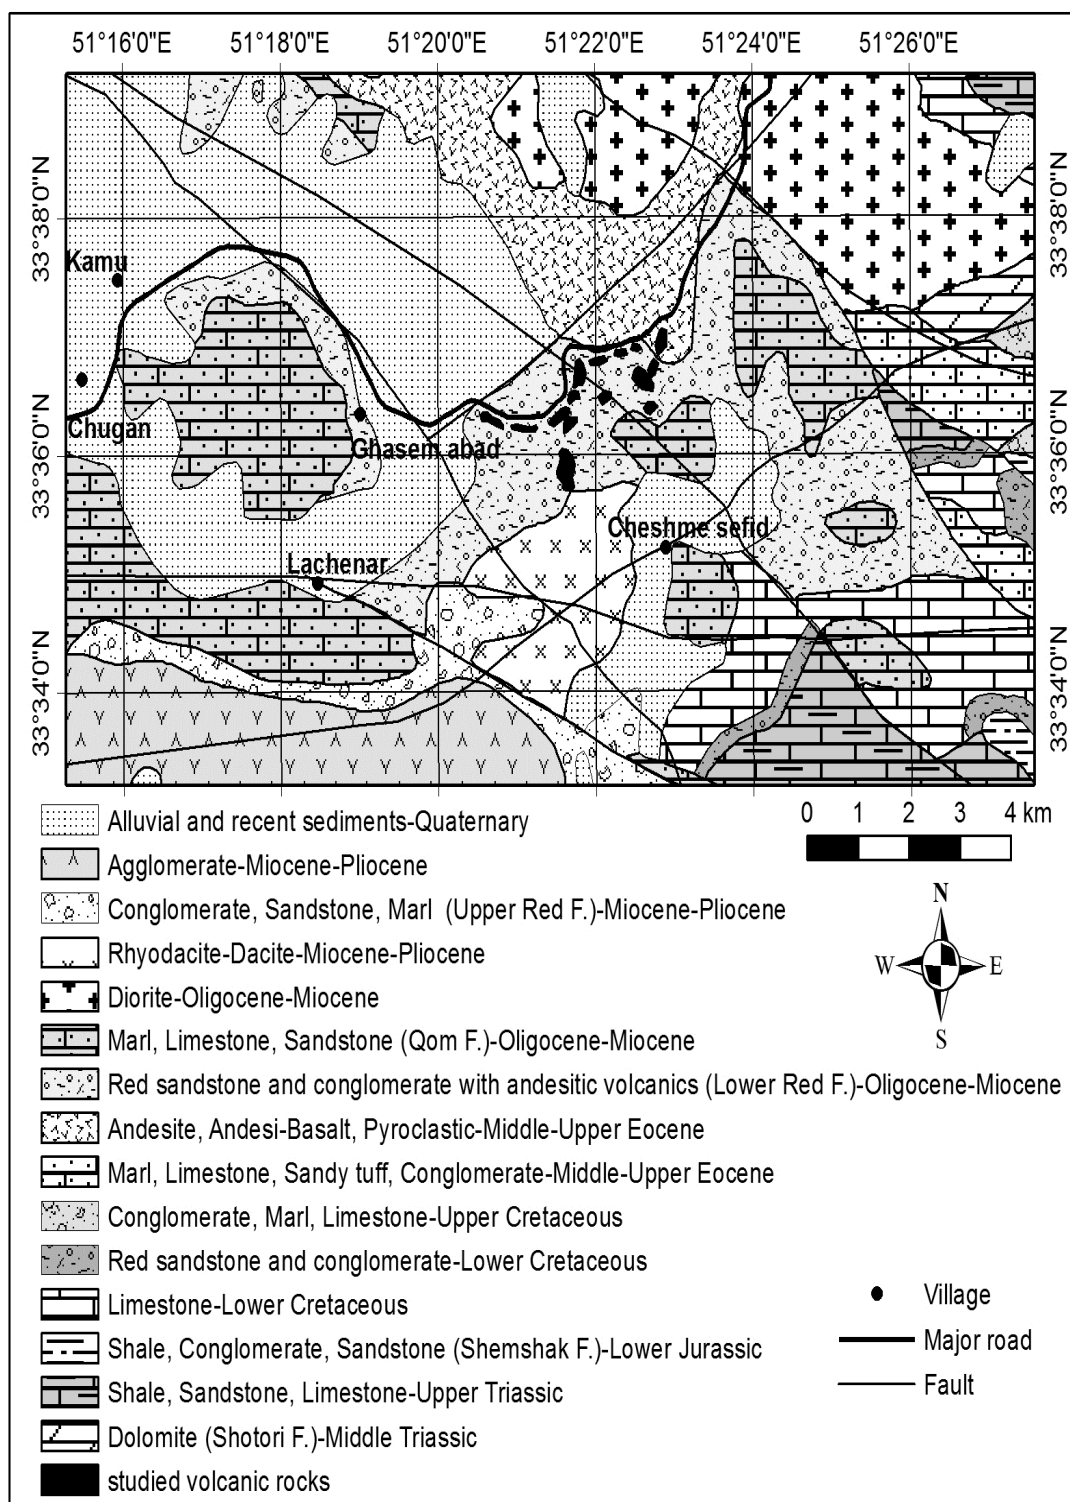 51°16'0"E 51°18'0"E 51°20'0"E 51°22'0"E 51°24'0"E 51°26'0"E
33°38'0"N
33°38'0"N
Kamu
Chugan
Ghasem abad
33°36'0"N
33°36'0"N
Cheshme sefid
Lachenar
33°34'0"N
33°34'0"N
0 1 2 3 4 km
Alluvial and recent sediments-Quaternary
Agglomerate-Miocene-Pliocene
Conglomerate, Sandstone, Marl (Upper Red F.)-Miocene-Pliocene
Rhyodacite-Dacite-Miocene-Pliocene
Diorite-Oligocene-Miocene
Marl, Limestone, Sandstone (Qom F.)-Oligocene-Miocene
Red sandstone and conglomerate with andesitic volcanics (Lower Red F.)-Oligocene-Miocene
Andesite, Andesi-Basalt, Pyroclastic-Middle-Upper Eocene
Marl, Limestone, Sandy tuff, Conglomerate-Middle-Upper Eocene
Conglomerate, Marl, Limestone-Upper Cretaceous
Red sandstone and conglomerate-Lower Cretaceous
Limestone-Lower Cretaceous
Shale, Conglomerate, Sandstone (Shemshak F.)-Lower Jurassic
Shale, Sandstone, Limestone-Upper Triassic
Dolomite (Shotori F.)-Middle Triassic
studied volcanic rocks
N
W E
S
Village
Major road
Fault